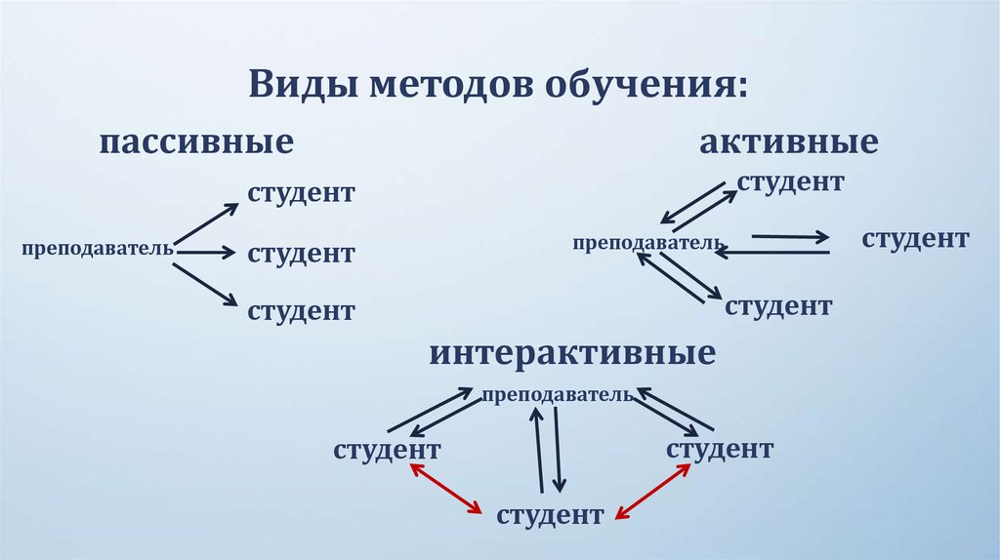 Виды методов обучения:
пассивные
студент
преподаватель
студент
студент
активные
студент
преподаватель
студент
студент
интерактивные
преподаватель
студент
студент
студент